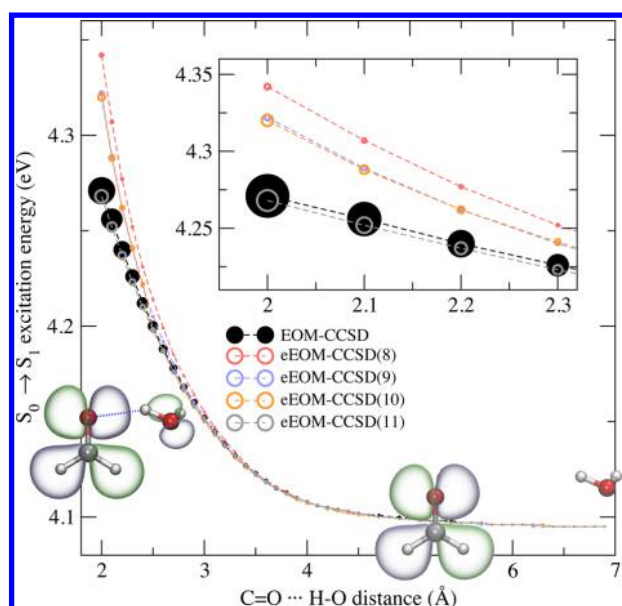 4.3
4.2
4.1
S₀ → S₁ excitation energy (eV)
4.35
4.3
4.25
2 2.1 2.2 2.3
EOM-CCSD
eEOM-CCSD(8)
eEOM-CCSD(9)
eEOM-CCSD(10)
eEOM-CCSD(11)
2 3 4 5 6 7
C=O ··· H-O distance (Å)